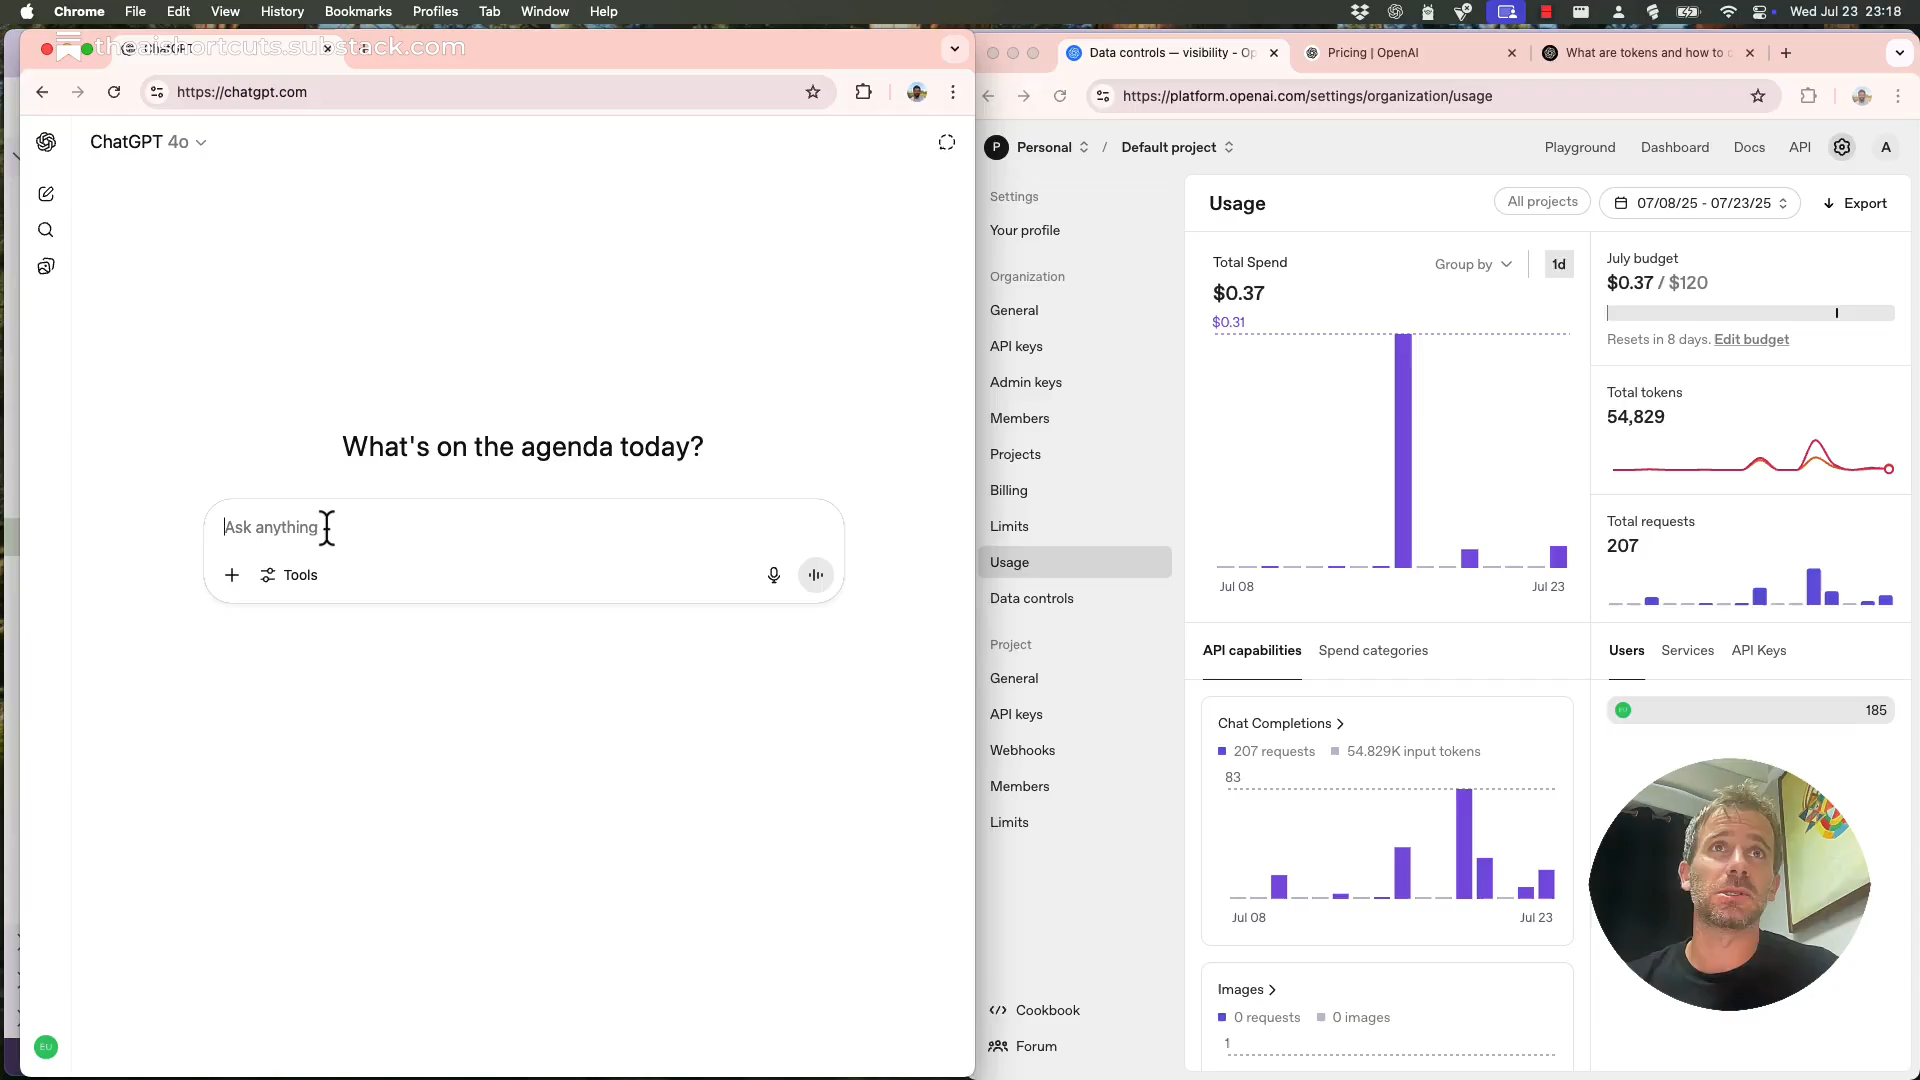 Chrome File Edit View History Bookmarks Profiles Tab Window Help
Wed Jul 23 23:18
theaishortcuts.substack.com
https://chatgpt.com
ChatGPT 4o
What's on the agenda today?
Ask anything
Tools
EU
Data controls — visibility - Op
Pricing | OpenAI
What are tokens and how to c
https://platform.openai.com/settings/organization/usage
P Personal / Default project
Playground Dashboard Docs API A
Settings
Your profile
Organization
General
API keys
Admin keys
Members
Projects
Billing
Limits
Usage
Data controls
Project
General
API keys
Webhooks
Members
Limits
Cookbook
Forum
Usage
All projects
07/08/25 - 07/23/25
Export
Total Spend
Group by
1d
$0.37
$0.31
Jul 08
Jul 23
July budget
$0.37 / $120
Resets in 8 days. Edit budget
Total tokens
54,829
Total requests
207
API capabilities Spend categories
Users Services API Keys
Chat Completions
207 requests 54.829K input tokens
83
Jul 08
Jul 23
185
Images
0 requests 0 images
1